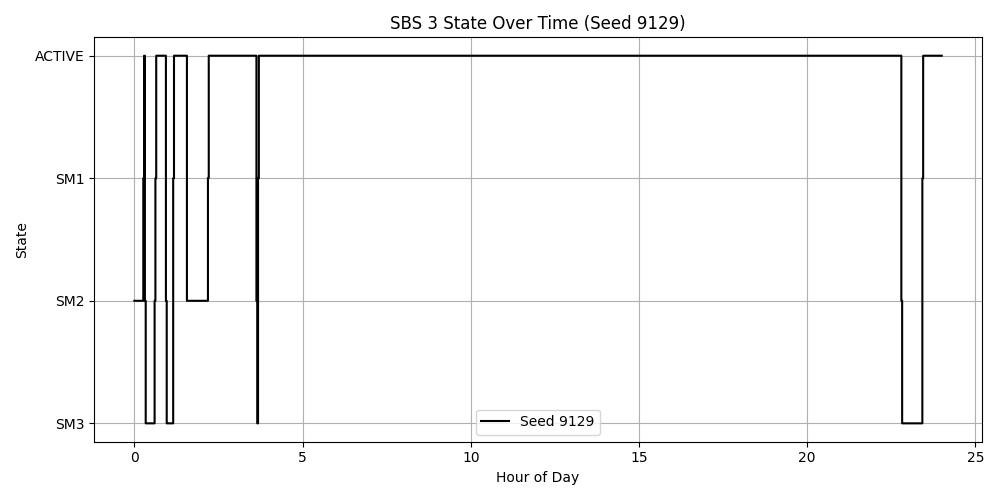 SBS 3 State Over Time (Seed 9129)
ACTIVE
SM1
SM2
SM3
State
Seed 9129
0 5 10 15 20 25
Hour of Day